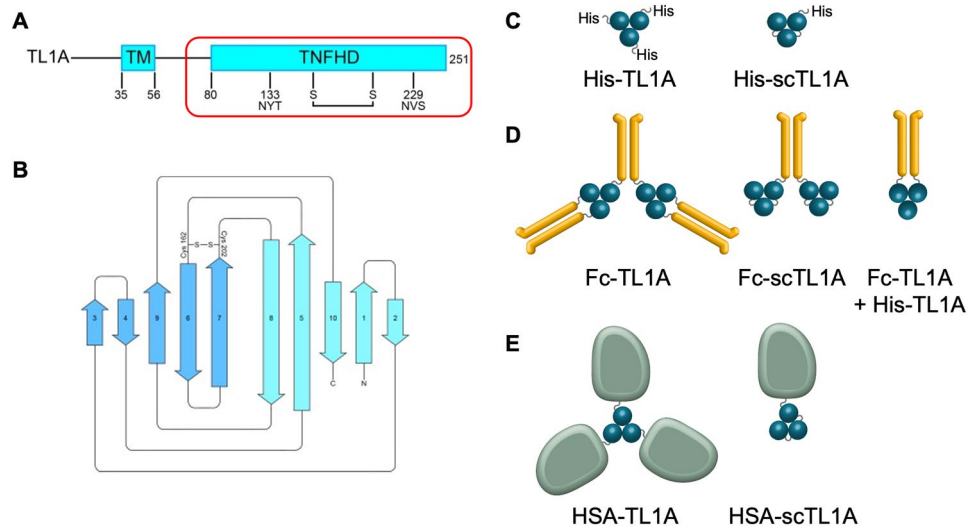 A
TL1A
TM
TNFHD
251
35
56
80
133
NYT
S
S
229
NVS
B
Cys 162
S
S
Cys 202
3
4
9
6
7
8
5
10
1
2
C
N
C
His
His
His
His
His-TL1A
His-scTL1A
D
Fc-TL1A
Fc-scTL1A
Fc-TL1A
+ His-TL1A
E
HSA-TL1A
HSA-scTL1A